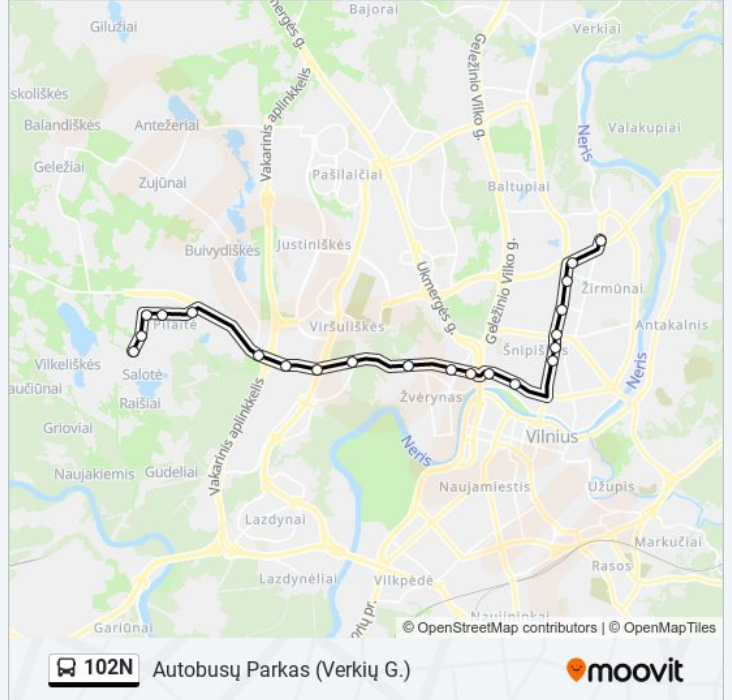 Bajorai
Gilužiai
Verkiai
Geležinio Vilko g.
Vakarinis aplinkkelis
Balandiškės
Antežeriai
Neris
Valakupiai
Geležiai
Zujūnai
Pašilaičiai
Baltupiai
Buivydiškės
Justiniškės
Ukmergės g.
Geležinio Vilko g.
Žirmūnai
Pilaitė
Viršuliškės
Antakalnis
Šnipiškės
Vilkeliškės
Salotė
Raišiai
Neris
Žvėrynas
Grioviai
Vakarinis aplinkkelis
Neris
Vilnius
Naujakiemis
Gudeliai
Naujamiestis
Užupis
Lazdynai
Markučiai
Rasos
Lazdynėliai
Vilkpėdė
Gariūnai
© OpenStreetMap contributors | © OpenMapTiles
102N Autobusų Parkas (Verkių G.) moovit